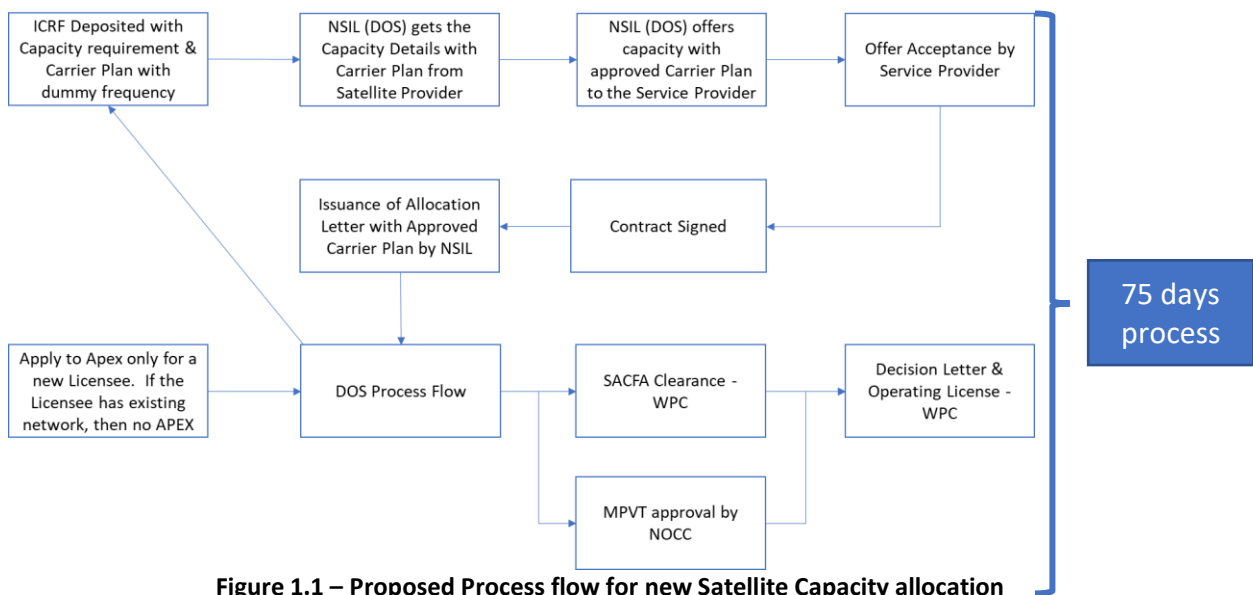 ICRF Deposited with
Capacity requirement &
Carrier Plan with
dummy frequency
NSIL (DOS) gets the
Capacity Details with
Carrier Plan from
Satellite Provider
NSIL (DOS) offers
capacity with
approved Carrier Plan
to the Service Provider
Offer Acceptance by
Service Provider
Issuance of Allocation
Letter with Approved
Carrier Plan by NSIL
Contract Signed
75 days
process
Apply to Apex only for a
new Licensee. If the
Licensee has existing
network, then no APEX
DOS Process Flow
SACFA Clearance -
WPC
Decision Letter &
Operating License -
WPC
MPVT approval by
NOCC
Figure 1.1 – Proposed Process flow for new Satellite Capacity allocation